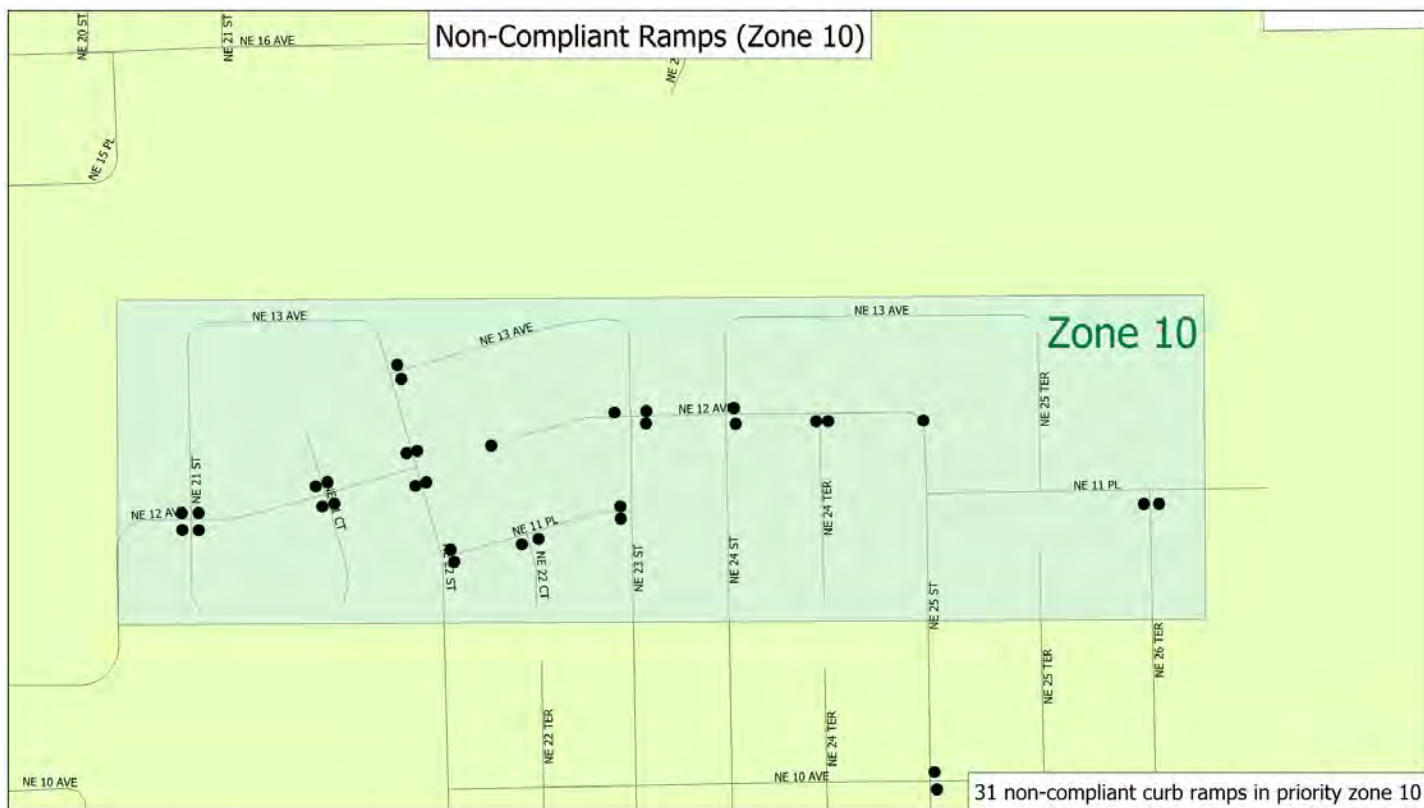 NE 20 ST
NE 21 ST
NE 16 AVE
Non-Compliant Ramps (Zone 10)
NE 2
NE 15 PL
NE 13 AVE
NE 13 AVE
NE 13 AVE
Zone 10
NE 12 AVE
NE 25 TER
NE 21 ST
NE 12 AV
CT
NE 11 PL
NE 11 PL
NE 24 TER
NE 22 ST
NE 22 CT
NE 23 ST
NE 24 ST
NE 25 ST
NE 26 TER
NE 25 TER
NE 22 TER
NE 24 TER
NE 10 AVE
NE 10 AVE
31 non-compliant curb ramps in priority zone 10